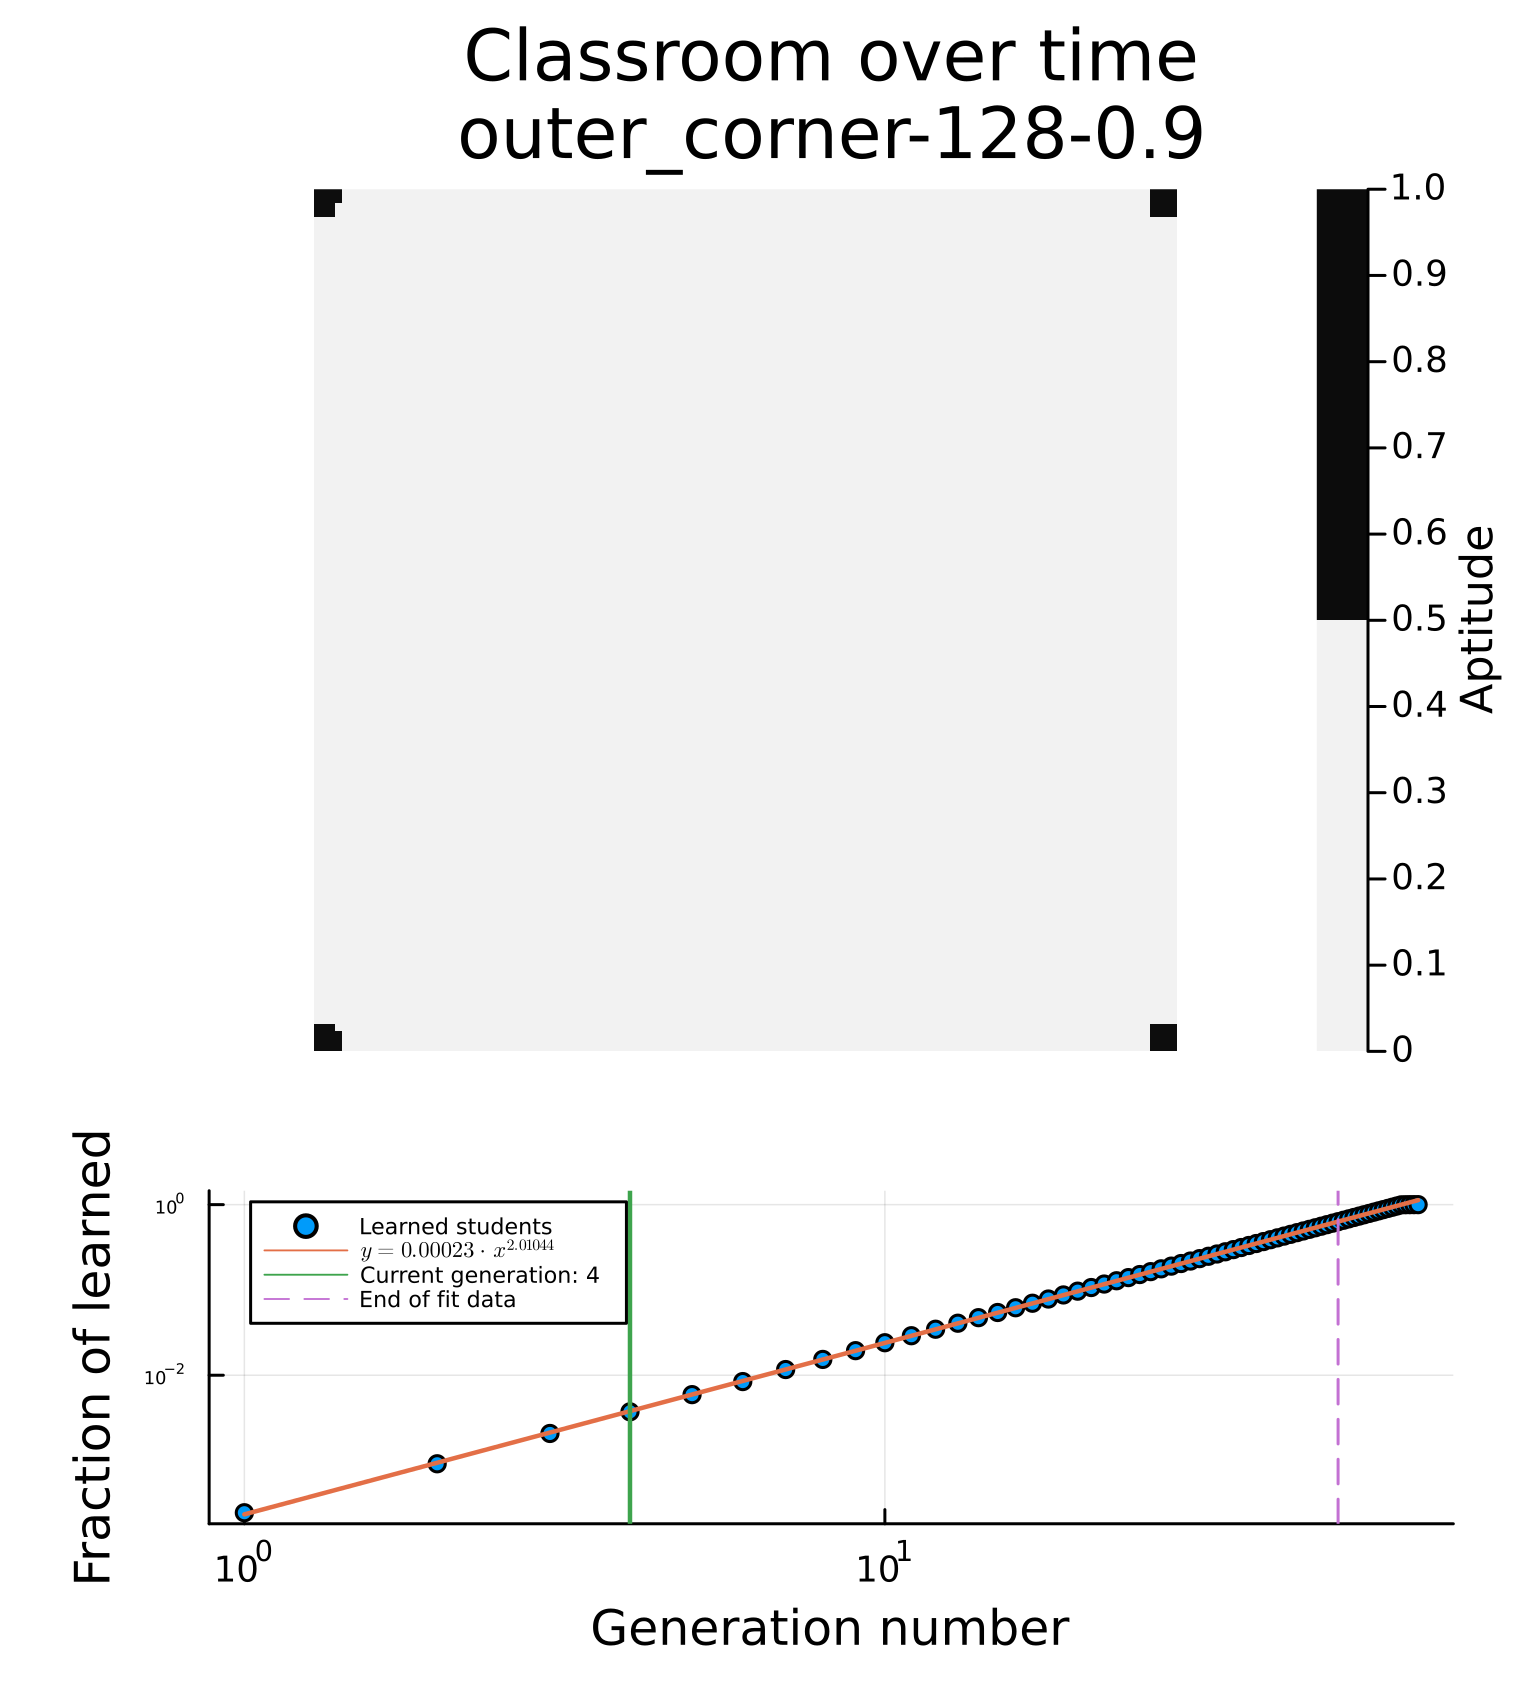 Classroom over time
outer_corner-128-0.9
1.0
0.9
0.8
0.7
0.6
0.5
0.4
0.3
0.2
0.1
0
Aptitude
Fraction of learned
10^0
10^-2
Learned students
y = 0.00023 · x^2.01044
Current generation: 4
End of fit data
10^0
10^1
Generation number